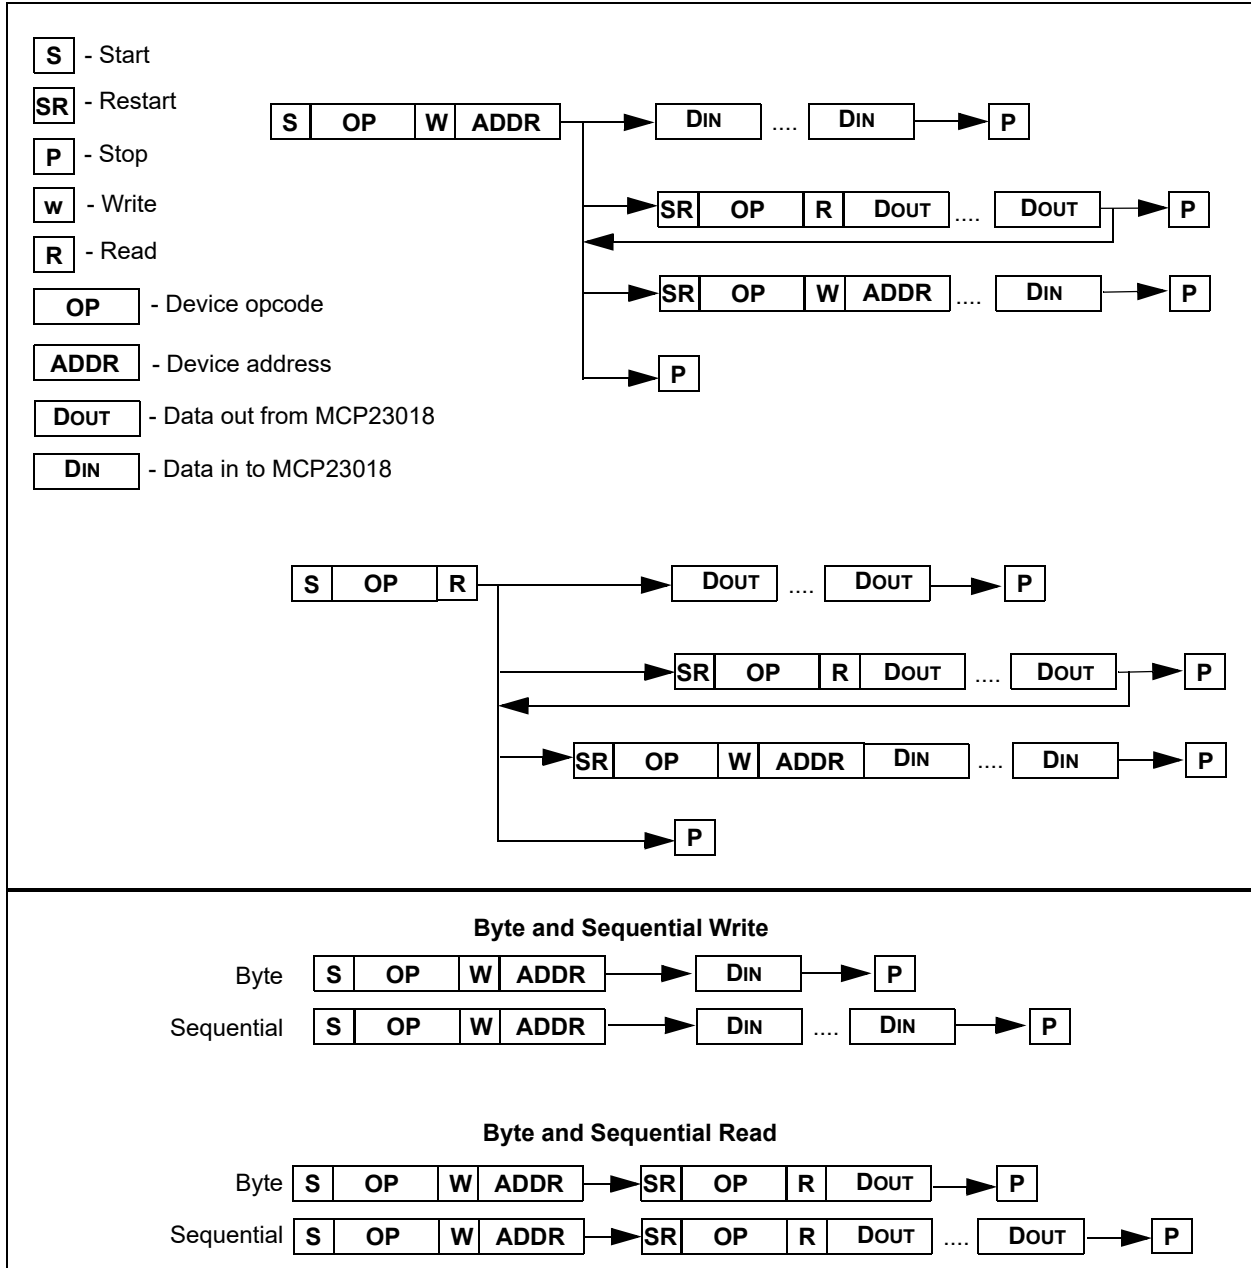 S - Start
SR - Restart
P - Stop
w - Write
R - Read
OP - Device opcode
ADDR - Device address
DOUT - Data out from MCP23018
DIN - Data in to MCP23018
S OP W ADDR DIN .... DIN P
SR OP R DOUT .... DOUT P
SR OP W ADDR .... DIN P
P
S OP R DOUT .... DOUT P
SR OP R DOUT .... DOUT P
SR OP W ADDR DIN .... DIN P
P
Byte and Sequential Write
Byte S OP W ADDR DIN P
Sequential S OP W ADDR DIN .... DIN P
Byte and Sequential Read
Byte S OP W ADDR SR OP R DOUT P
Sequential S OP W ADDR SR OP R DOUT .... DOUT P